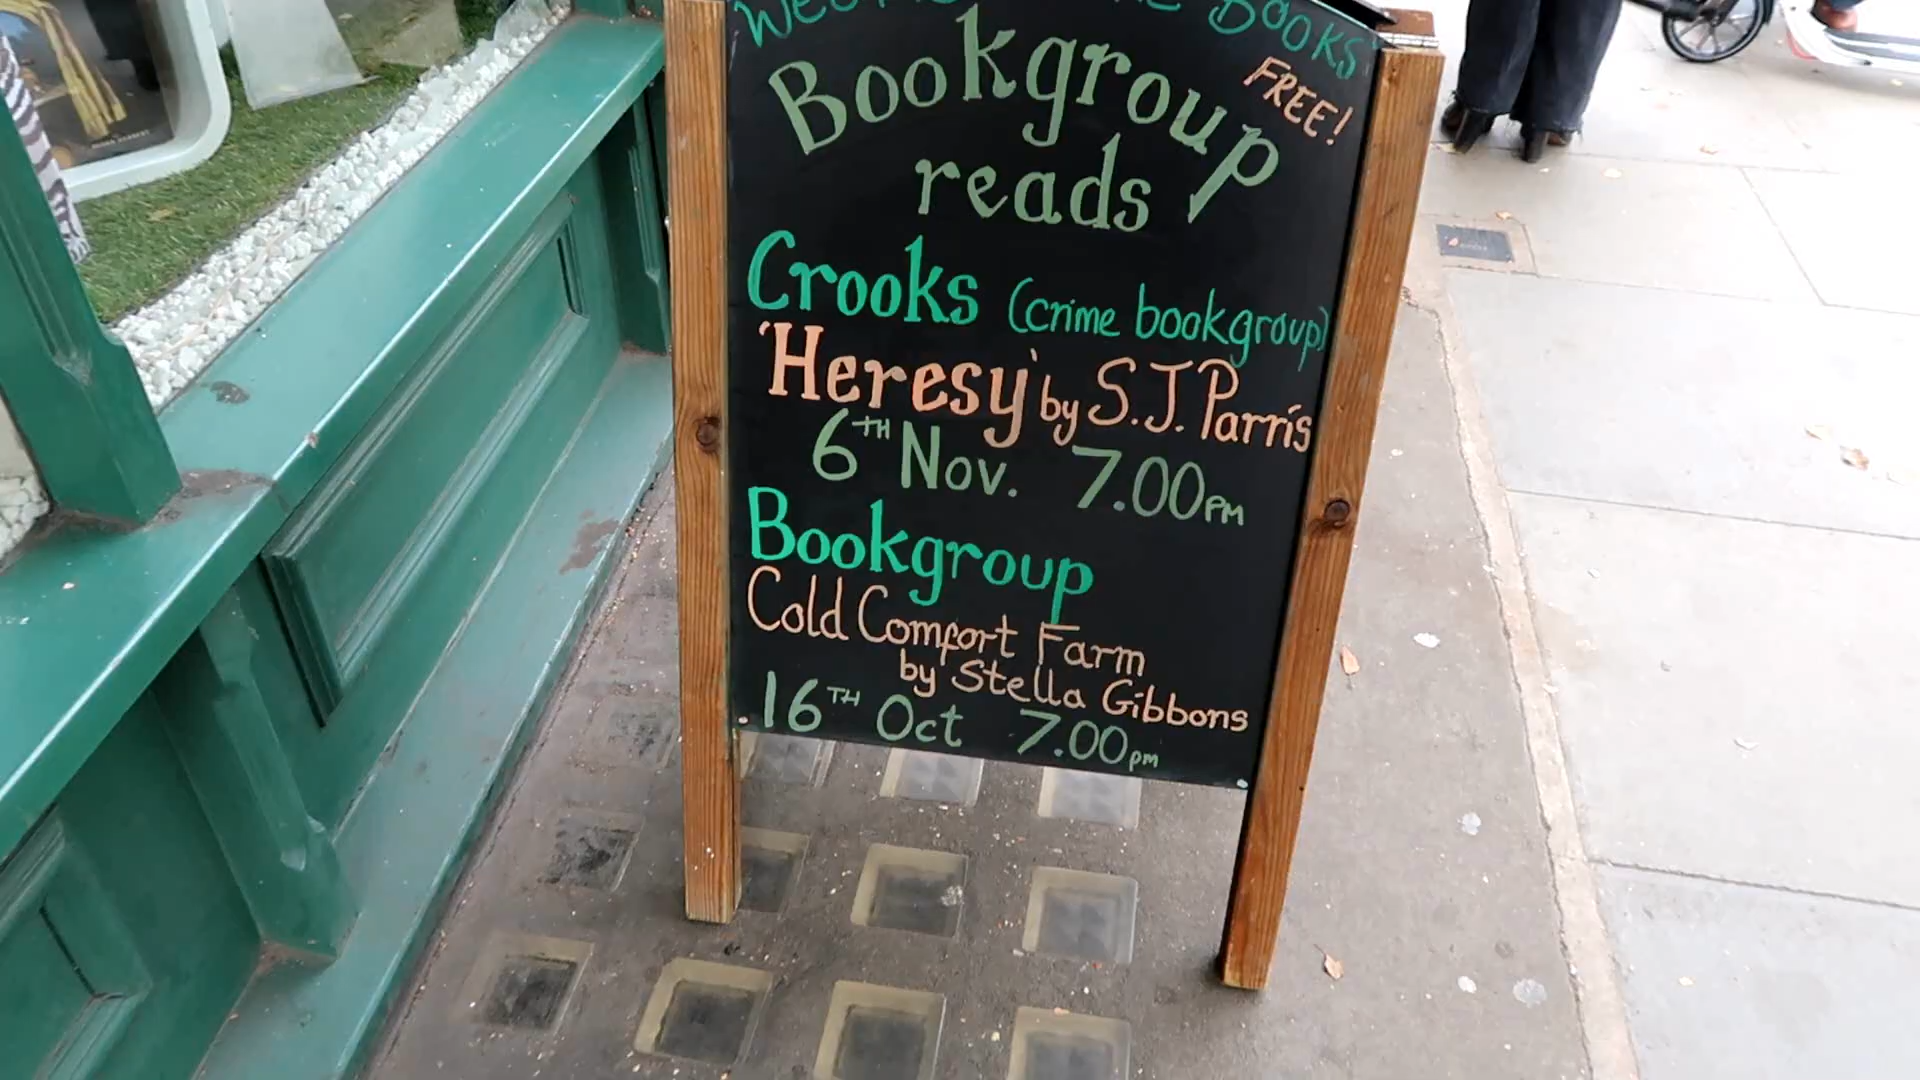 BOOKS
FREE!
Bookgroup
reads
Crooks (crime bookgroup)
'Heresy' by S.J. Parris
6TH Nov. 7.00PM
Bookgroup
Cold Comfort Farm
by Stella Gibbons
16TH Oct 7.00pm